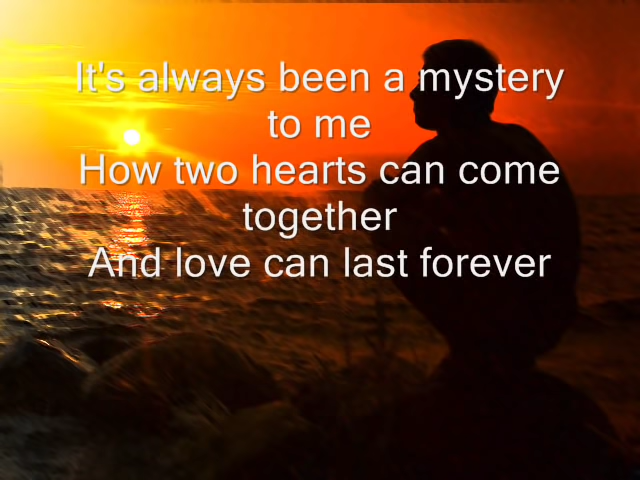 It's always been a mystery
to me
How two hearts can come
together
And love can last forever